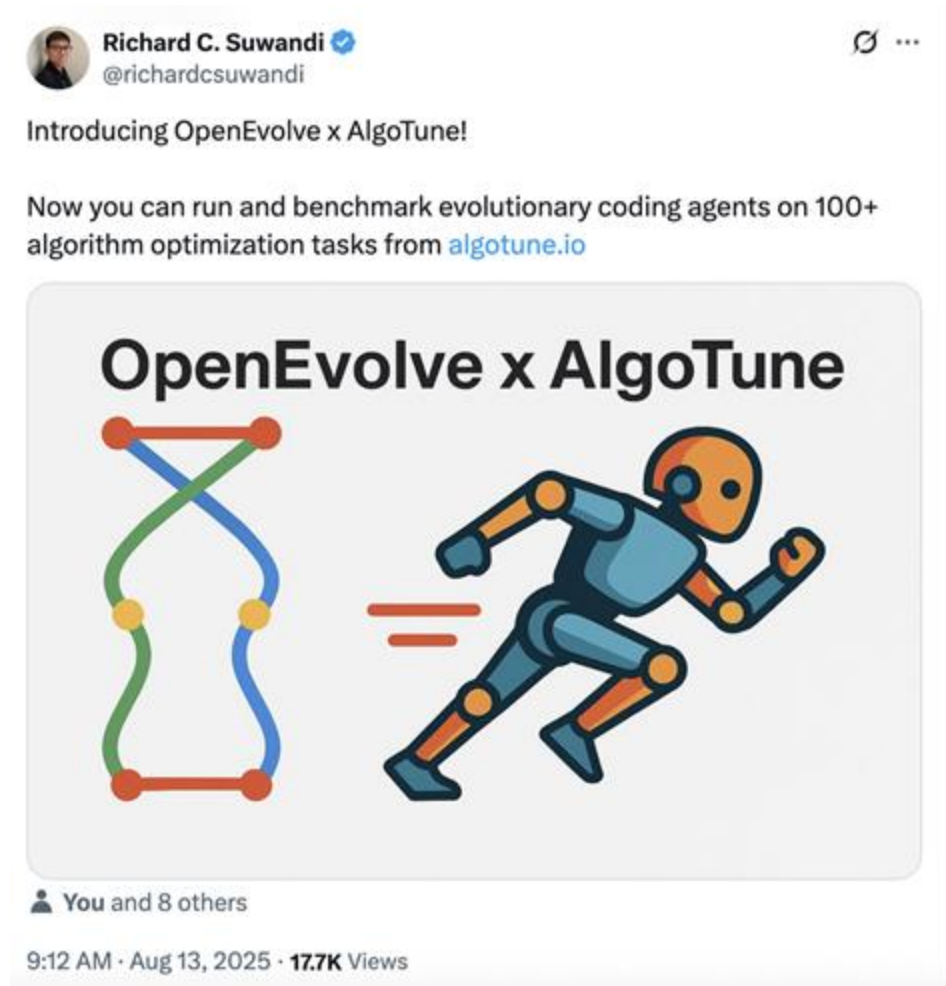 Richard C. Suwandi
@richardcsuwandi
Introducing OpenEvolve x AlgoTune!
Now you can run and benchmark evolutionary coding agents on 100+
algorithm optimization tasks from algotune.io
OpenEvolve x AlgoTune
You and 8 others
9:12 AM · Aug 13, 2025 · 17.7K Views